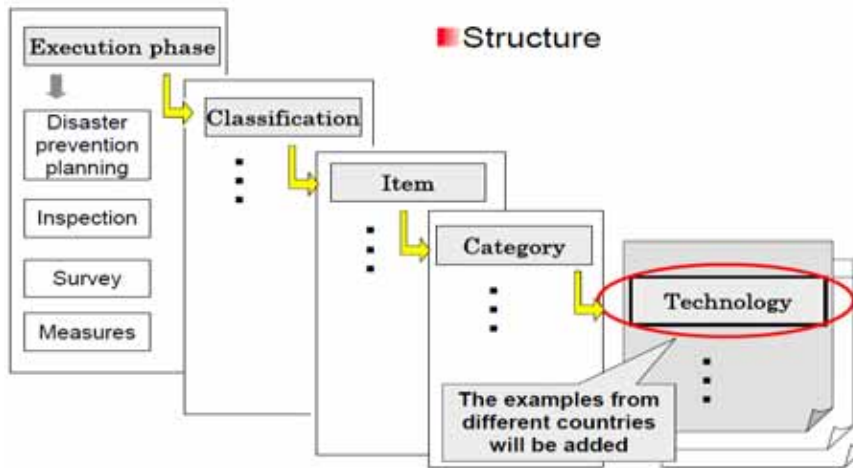 Structure
Execution phase
Disaster
prevention
planning
Inspection
Survey
Measures
Classification
Item
Category
Technology
The examples from
different countries
will be added